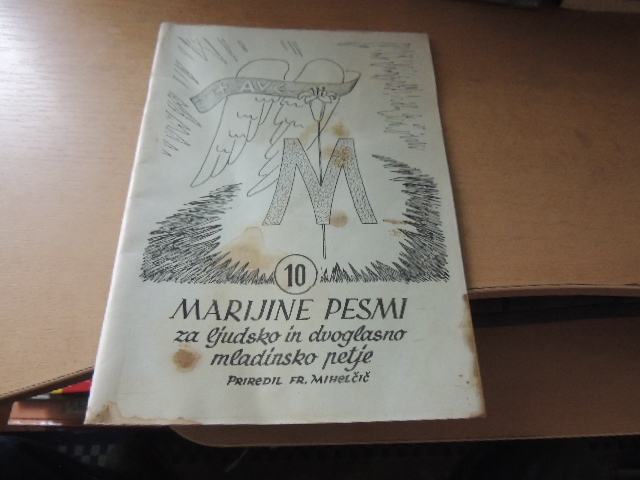 + AVE
M
10
MARIJINE PESMI
za ljudsko in dvoglasno
mladinsko petje
PRIREDIL FR. MIHELČIČ